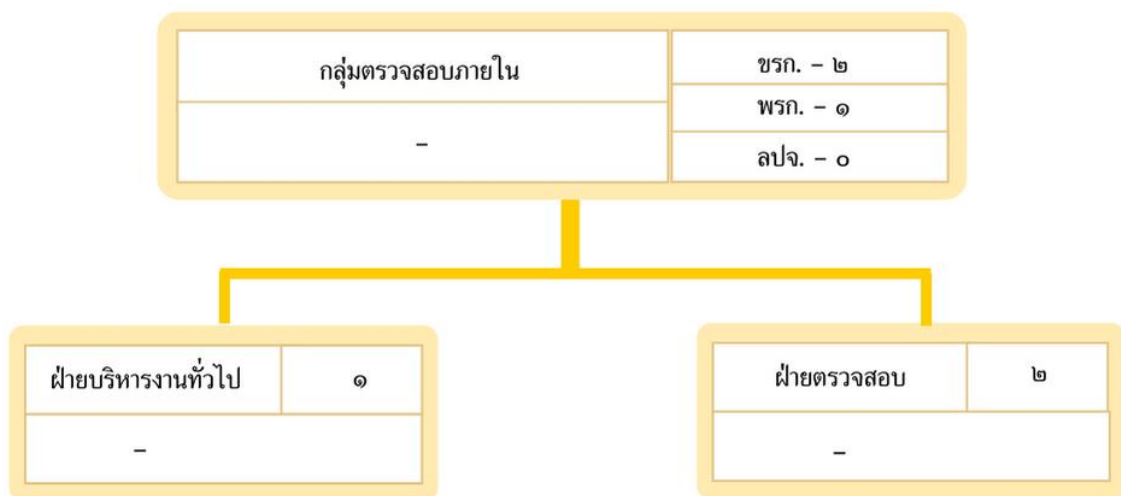 กลุ่มตรวจสอบภายใน
ขรก. - ๒
พรก. - ๑
-
ลปจ. - ๐
ฝ่ายบริหารงานทั่วไป ๑
-
ฝ่ายตรวจสอบ ๒
-